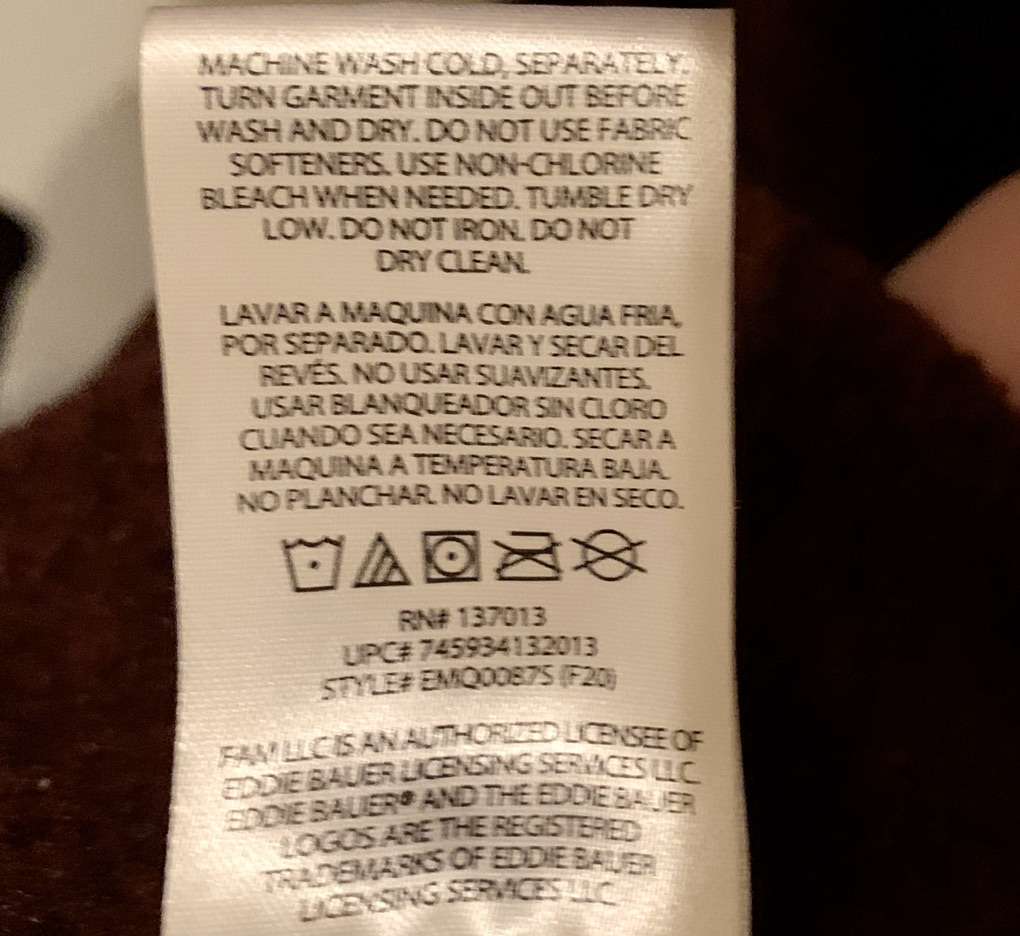 MACHINE WASH COLD, SEPARATELY.
TURN GARMENT INSIDE OUT BEFORE
WASH AND DRY. DO NOT USE FABRIC
SOFTENERS. USE NON-CHLORINE
BLEACH WHEN NEEDED. TUMBLE DRY
LOW. DO NOT IRON. DO NOT
DRY CLEAN.
LAVAR A MAQUINA CON AGUA FRIA,
POR SEPARADO. LAVAR Y SECAR DEL
REVÉS. NO USAR SUAVIZANTES.
USAR BLANQUEADOR SIN CLORO
CUANDO SEA NECESARIO. SECAR A
MAQUINA A TEMPERATURA BAJA.
NO PLANCHAR. NO LAVAR EN SECO.
RN# 137013
UPC# 745934132013
STYLE# EMQ0087S (F20)
FAM LLC IS AN AUTHORIZED LICENSEE OF
EDDIE BAUER LICENSING SERVICES LLC.
EDDIE BAUER® AND THE EDDIE BAUER
LOGOS ARE THE REGISTERED
TRADEMARKS OF EDDIE BAUER
LICENSING SERVICES LLC.